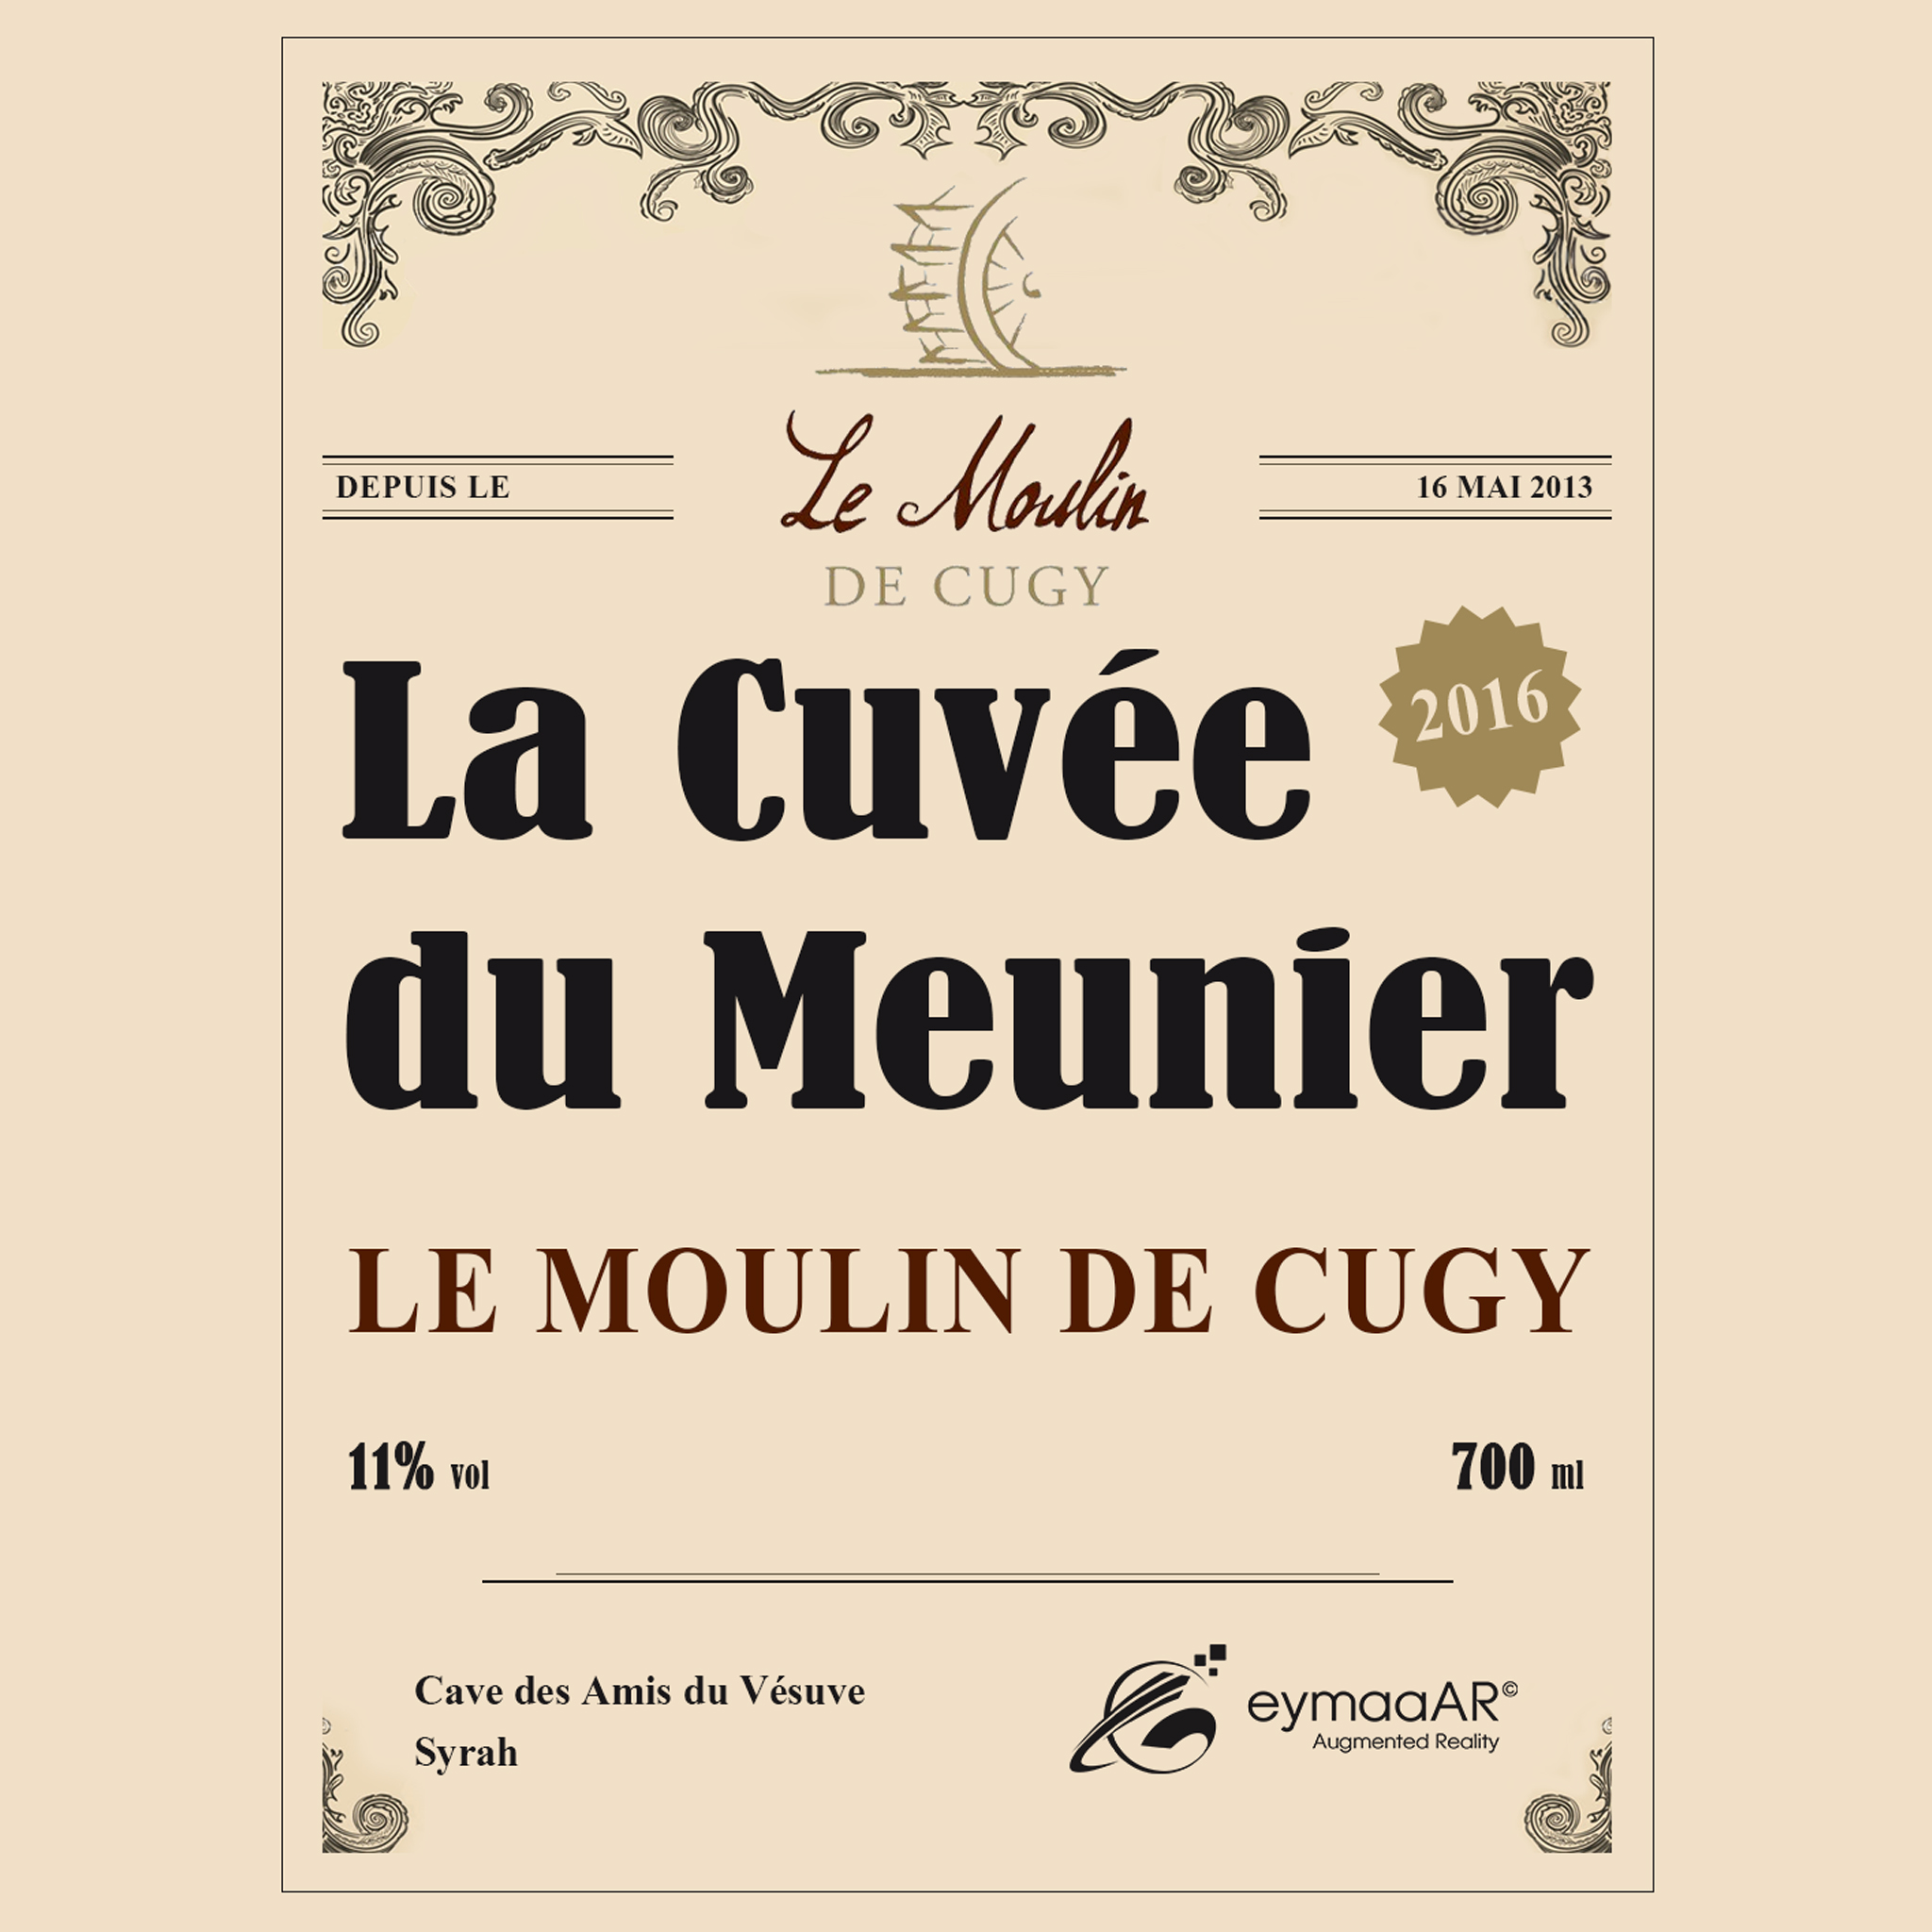 DEPUIS LE
Le Moulin
16 MAI 2013
DE CUGY
La Cuvée
2016
du Meunier
LE MOULIN DE CUGY
11% vol
700 ml
Cave des Amis du Vésuve
Syrah
eymaaAR©
Augmented Reality